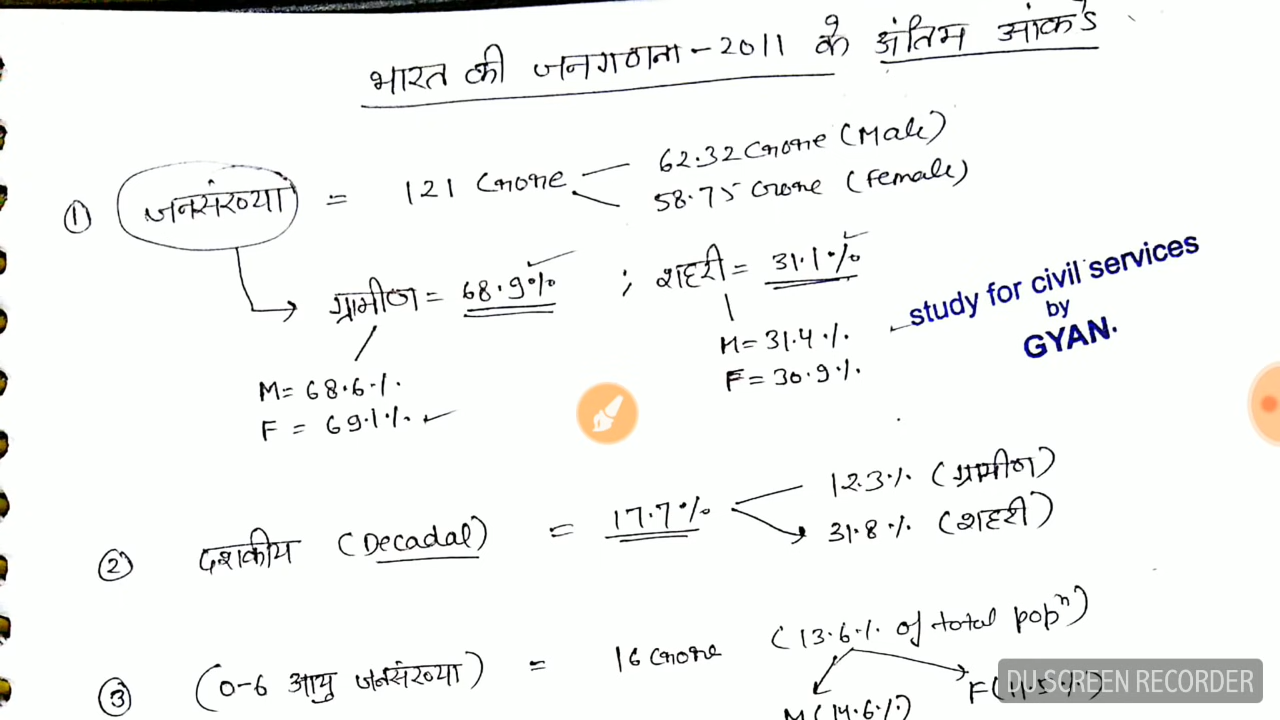 भारत की जनगणना - 2011 के अंतिम आंकडे
① जनसंख्या = 121 Crore
62.32 Crore (Male)
58.75 Crore (Female)
ग्रामीण = 68.9% ; शहरी = 31.1%
M = 68.6%
F = 69.1%
M = 31.4%
F = 30.9%
study for civil services
by
GYAN.
② दशकीय (Decadal) = 17.7%
12.3% (ग्रामीण)
31.8% (शहरी)
③ (0-6 आयु जनसंख्या) = 16 Crore (13.6% of total popⁿ)
M (14.6%)
F (
DU SCREEN RECORDER